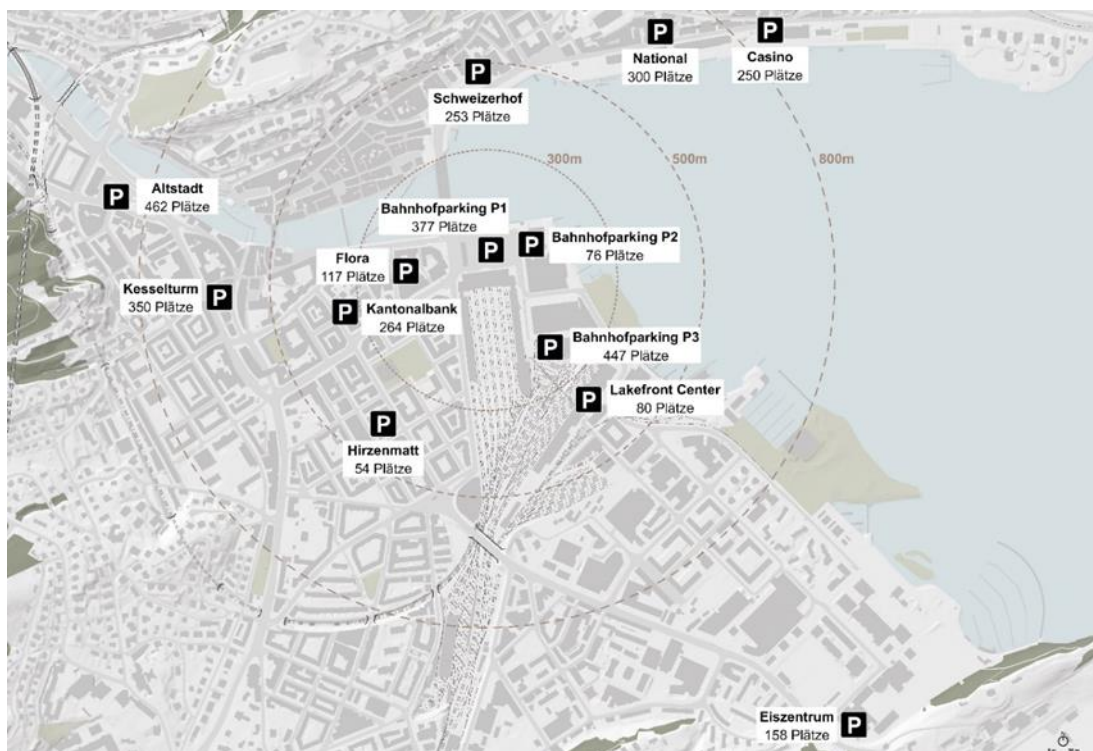 P
National
300 Plätze
P
Casino
250 Plätze
P
Schweizerhof
253 Plätze
300m
500m
800m
P
Altstadt
462 Plätze
Bahnhofparking P1
377 Plätze
P
P
Bahnhofparking P2
76 Plätze
Flora
117 Plätze
P
Kesselturm
350 Plätze
P
P
Kantonalbank
264 Plätze
P
Bahnhofparking P3
447 Plätze
P
Lakefront Center
80 Plätze
P
Hirzenmatt
54 Plätze
Eiszentrum
158 Plätze
P